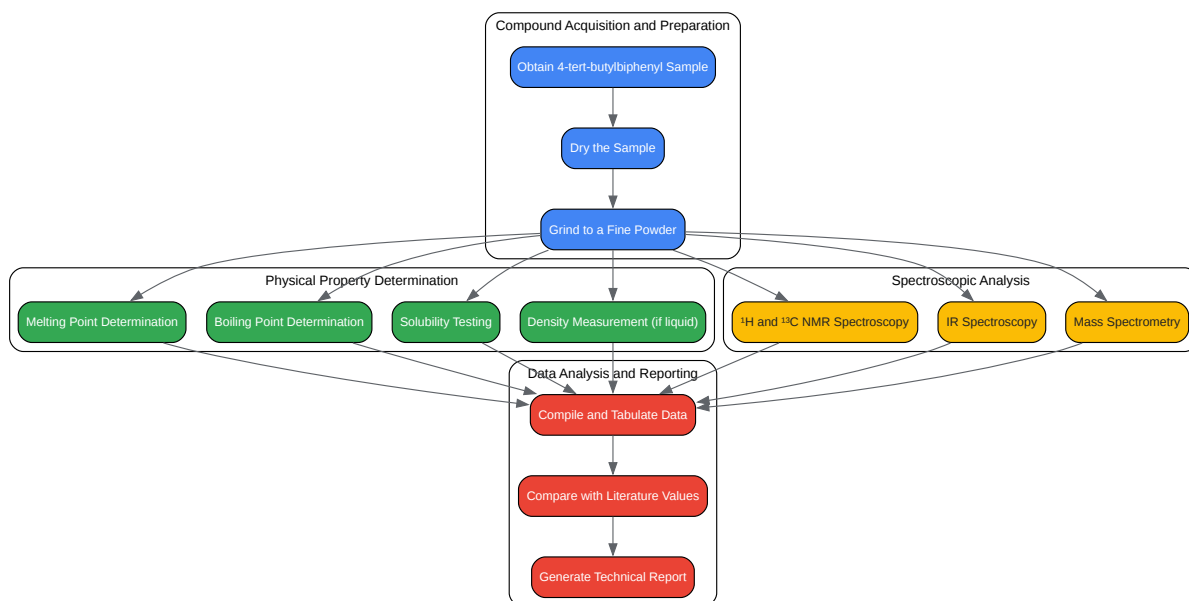 Compound Acquisition and Preparation
Obtain 4-tert-butylbiphenyl Sample
Dry the Sample
Grind to a Fine Powder
Physical Property Determination
Spectroscopic Analysis
Melting Point Determination
Boiling Point Determination
Solubility Testing
Density Measurement (if liquid)
¹H and ¹³C NMR Spectroscopy
IR Spectroscopy
Mass Spectrometry
Data Analysis and Reporting
Compile and Tabulate Data
Compare with Literature Values
Generate Technical Report